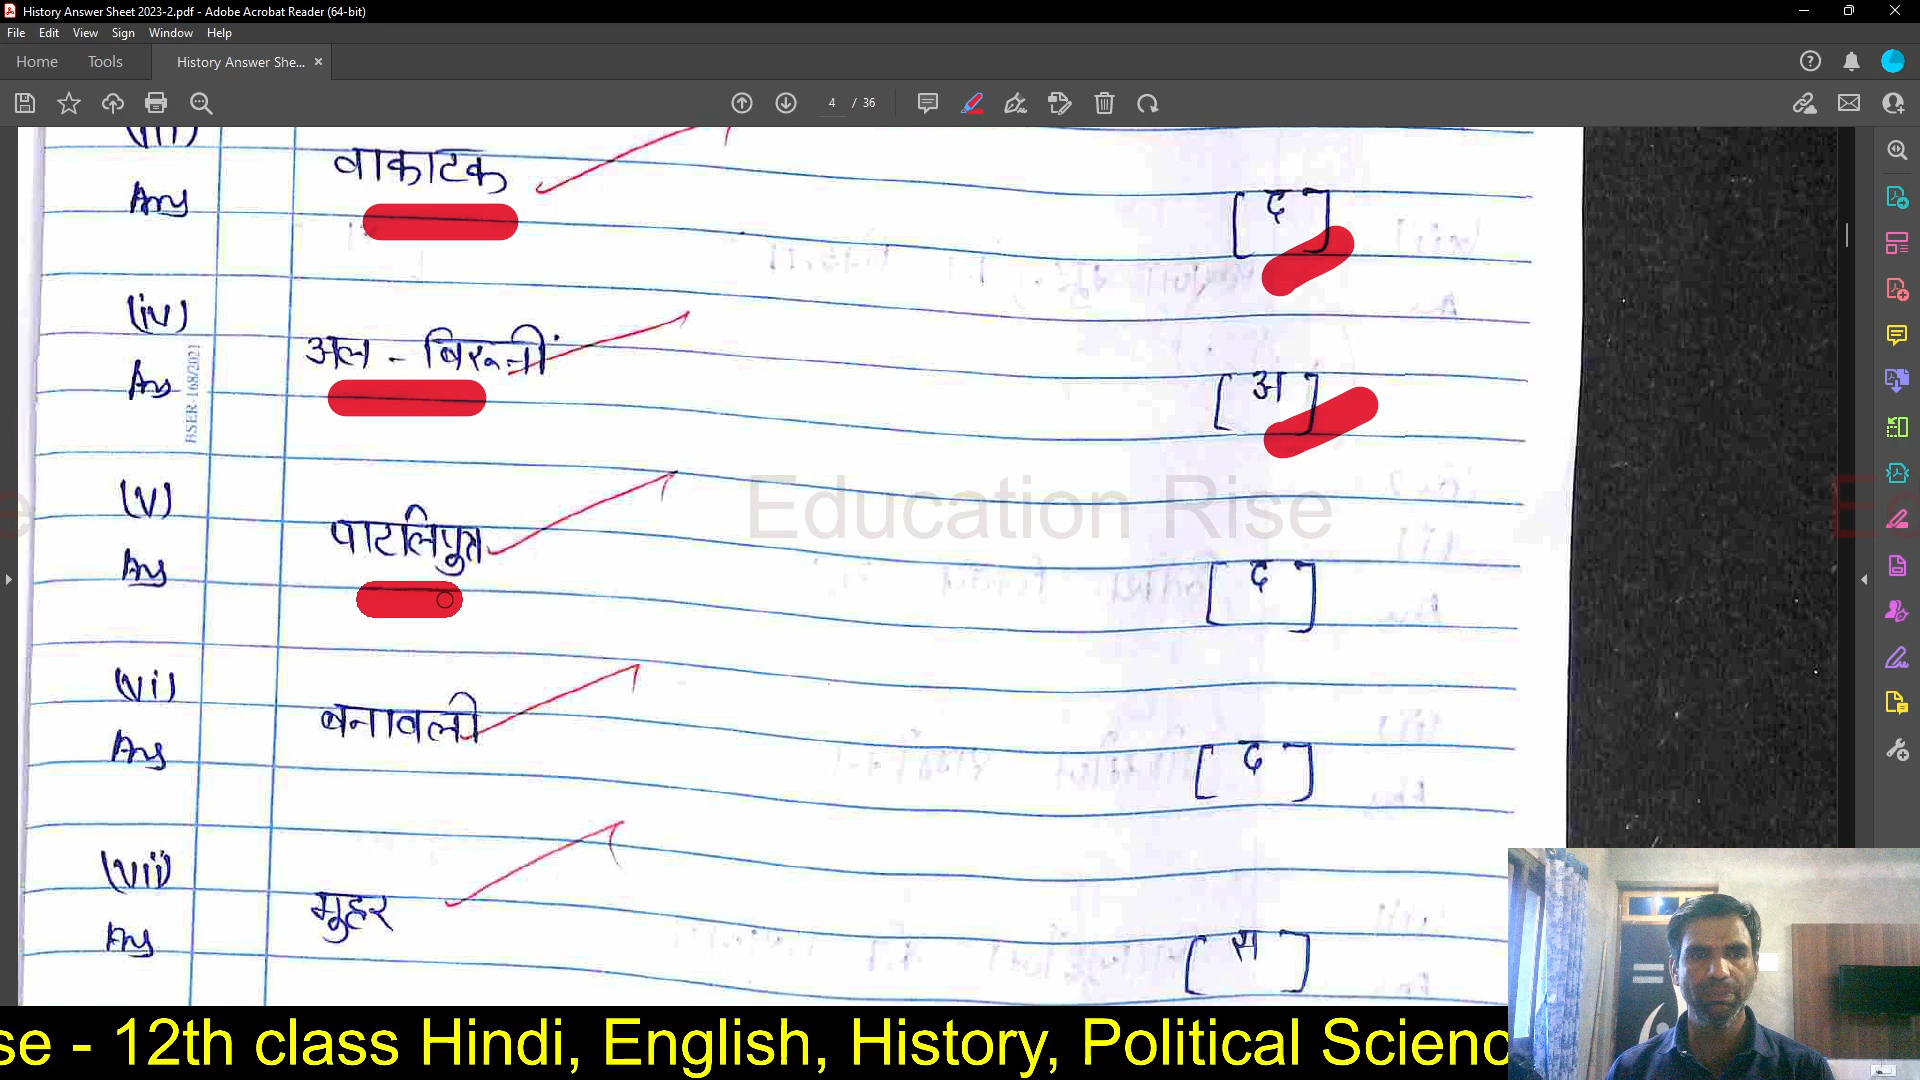 History Answer Sheet 2023-2.pdf - Adobe Acrobat Reader (64-bit)
File Edit View Sign Window Help
Home Tools History Answer She...
4 / 36
(iii)
वाकाटक
Ans [द]
(iv)
अल - बिरूनी
Ans [अ]
BSER-168/2021
Education Rise
(v)
पाटलिपुत्र
Ans [द]
(vi)
बनावली
Ans [द]
(vii)
मुहर
Ans [स]
se - 12th class Hindi, English, History, Political Scienc